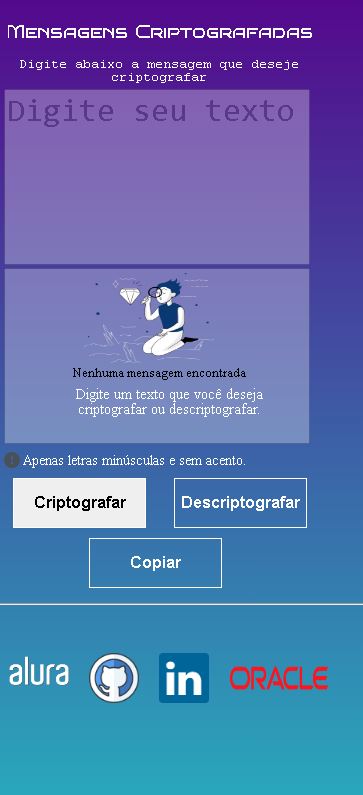 Mensagens Criptografadas
Digite abaixo a mensagem que deseje
criptografar
Digite seu texto
Nenhuma mensagem encontrada
Digite um texto que você deseja
criptografar ou descriptografar.
Apenas letras minúsculas e sem acento.
Criptografar
Descriptografar
Copiar
alura
in
ORACLE